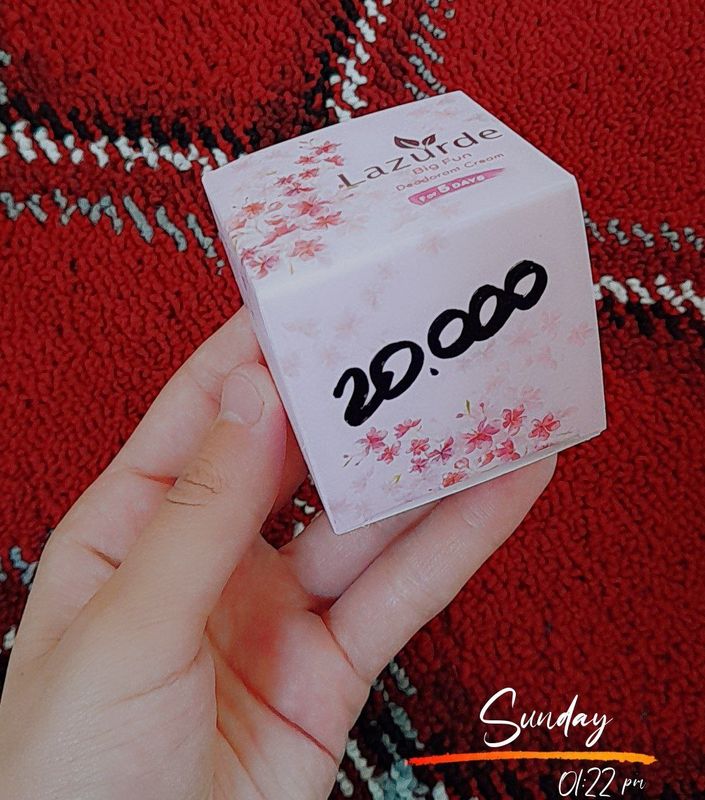 Lazurde
Big Fun
Deodorant Cream
For 5 DAYS
20.000
Sunday
01:22 pm